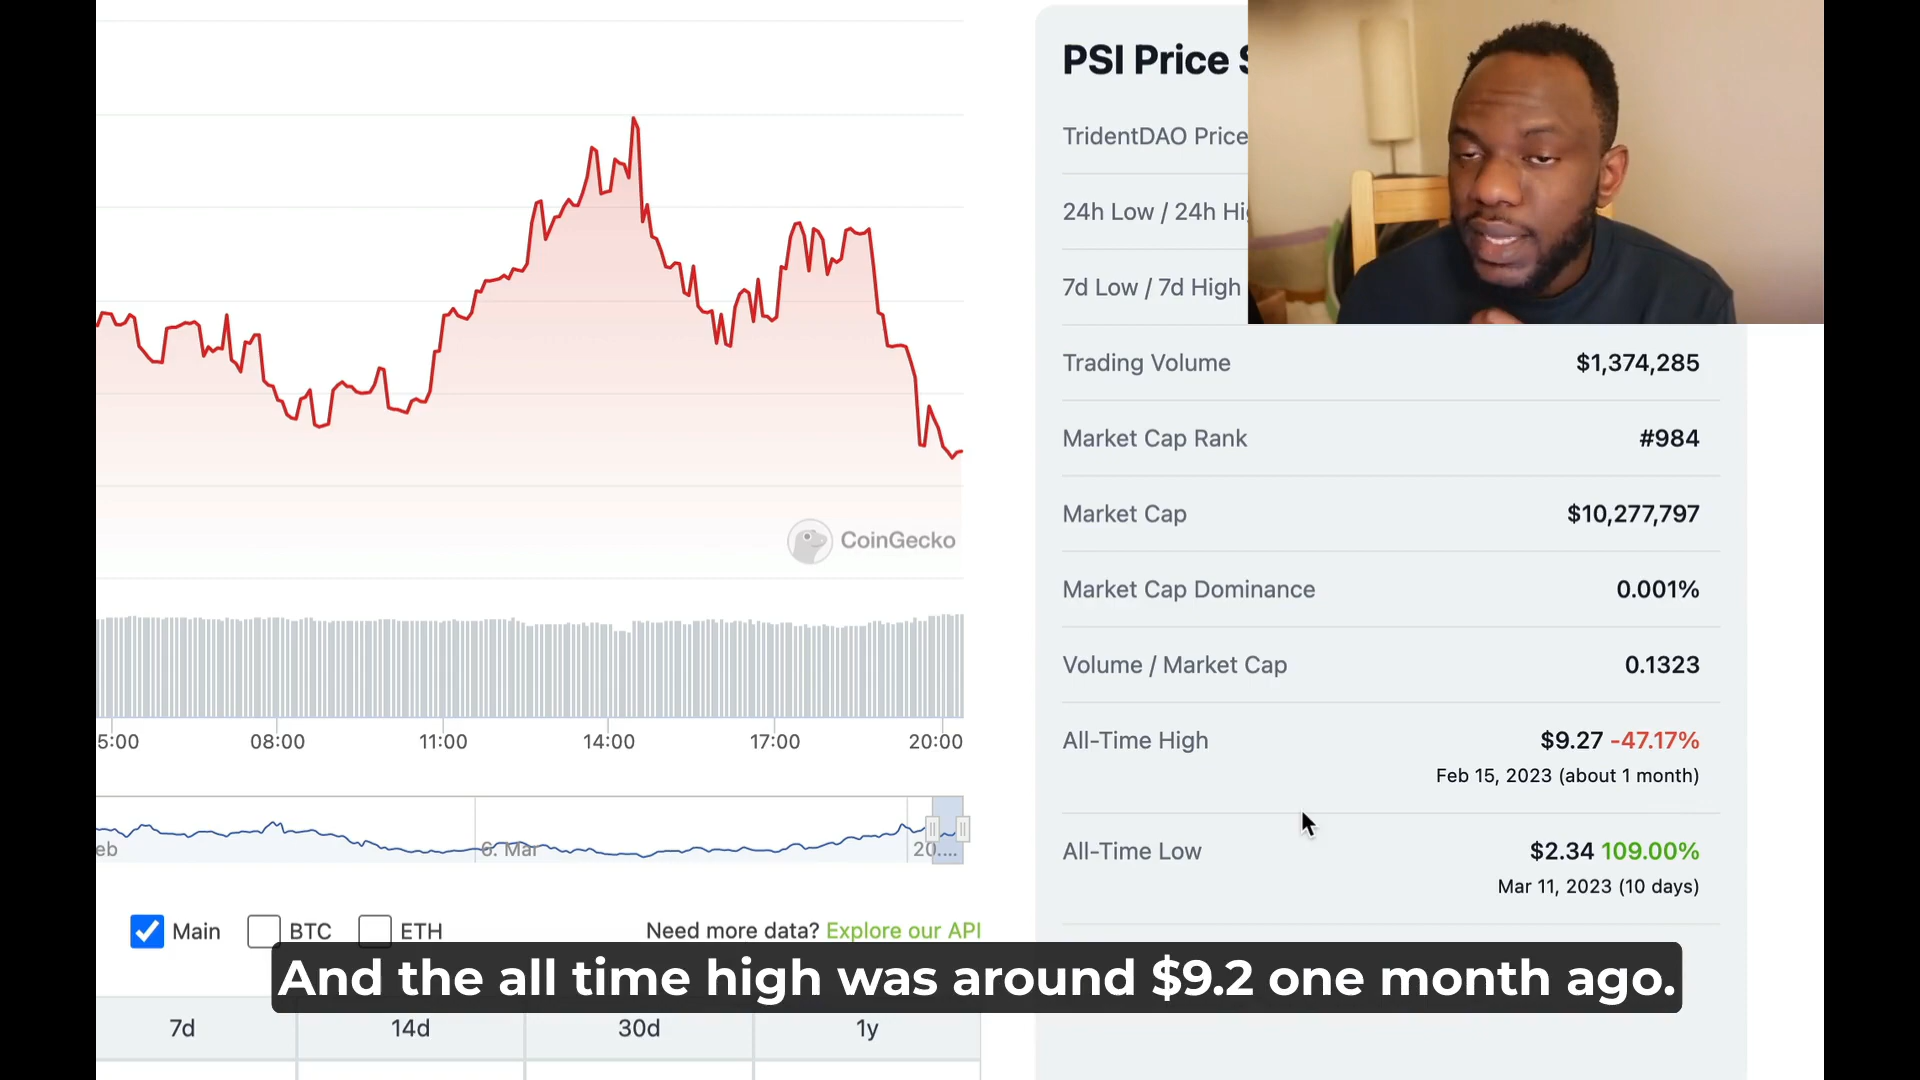 PSI Price
TridentDAO Price
24h Low / 24h
7d Low / 7d High
Trading Volume $1,374,285
Market Cap Rank #984
Market Cap $10,277,797
Market Cap Dominance 0.001%
Volume / Market Cap 0.1323
All-Time High $9.27 -47.17%
Feb 15, 2023 (about 1 month)
All-Time Low $2.34 109.00%
Mar 11, 2023 (10 days)
CoinGecko
5:00 08:00 11:00 14:00 17:00 20:00
eb 6. Mar 20....
Main BTC ETH Need more data? Explore our API
And the all time high was around $9.2 one month ago.
7d 14d 30d 1y